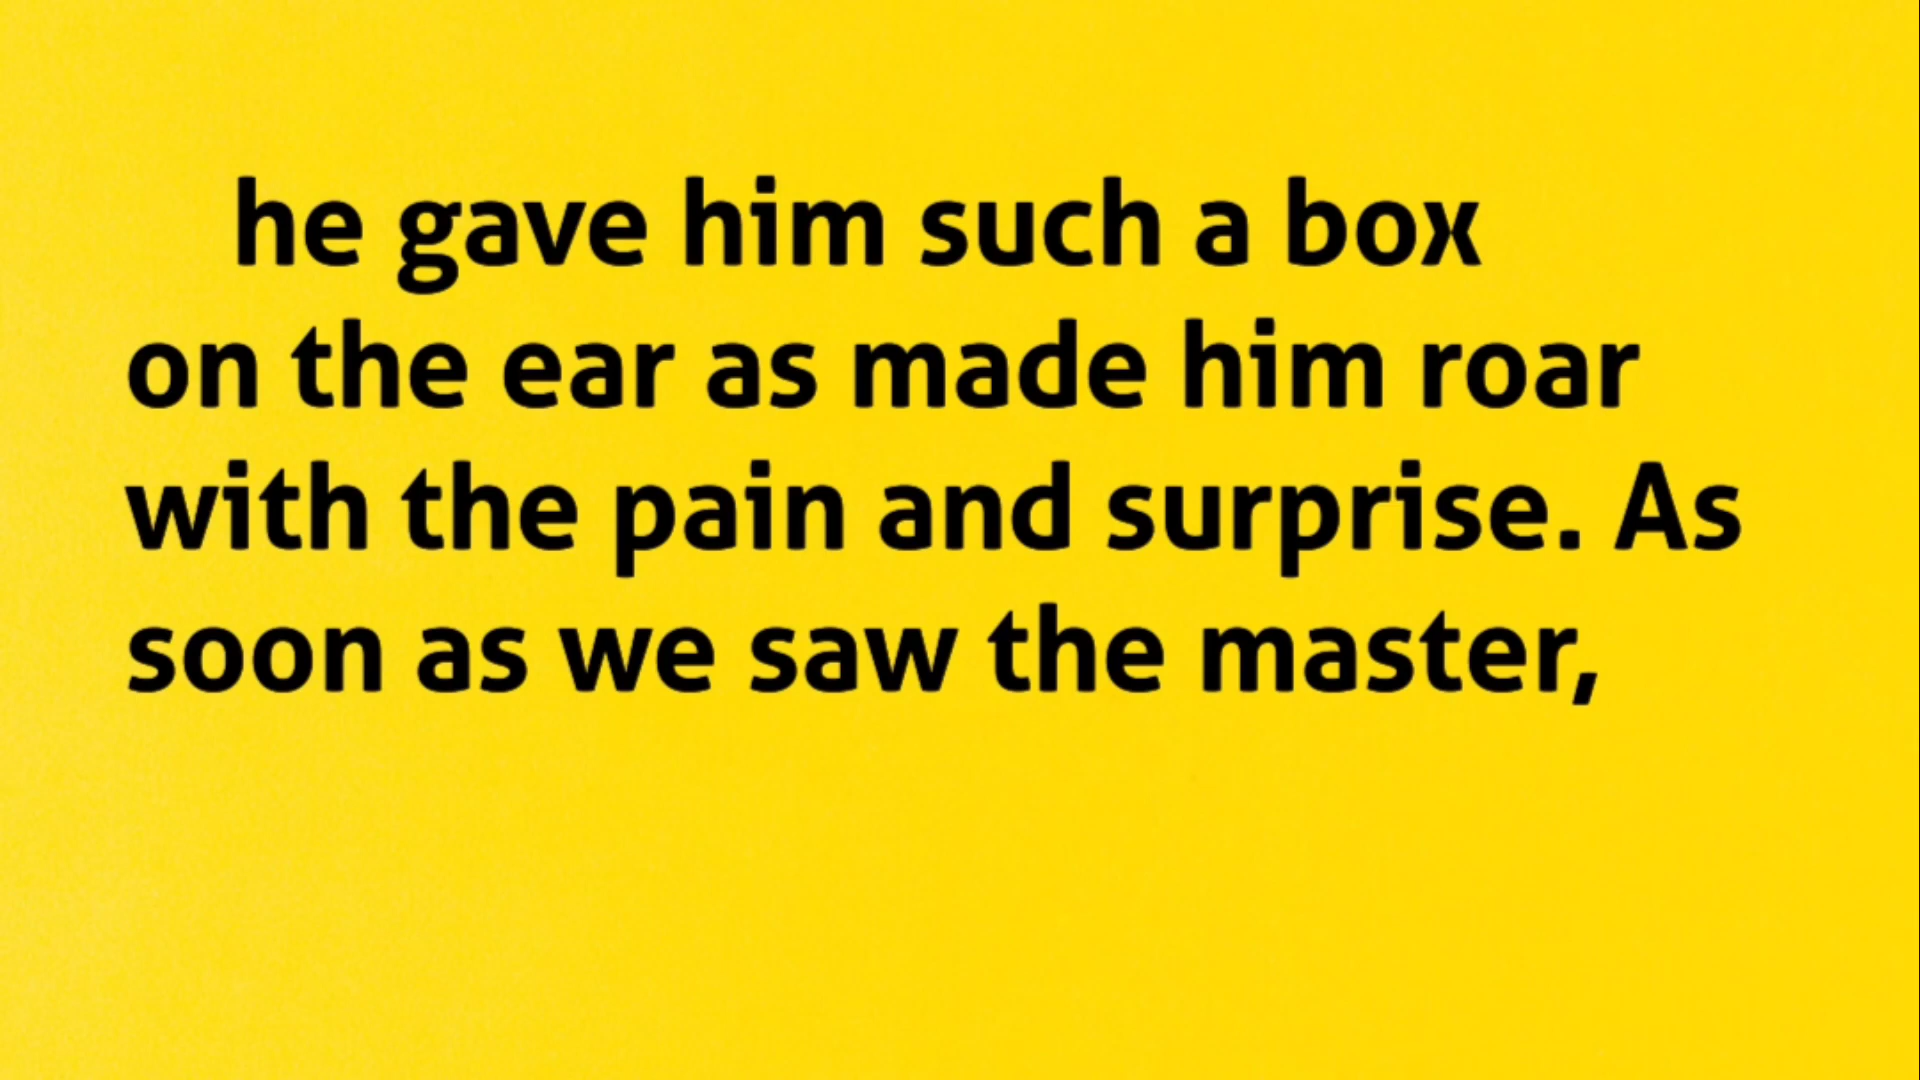 he gave him such a box
on the ear as made him roar
with the pain and surprise. As
soon as we saw the master,